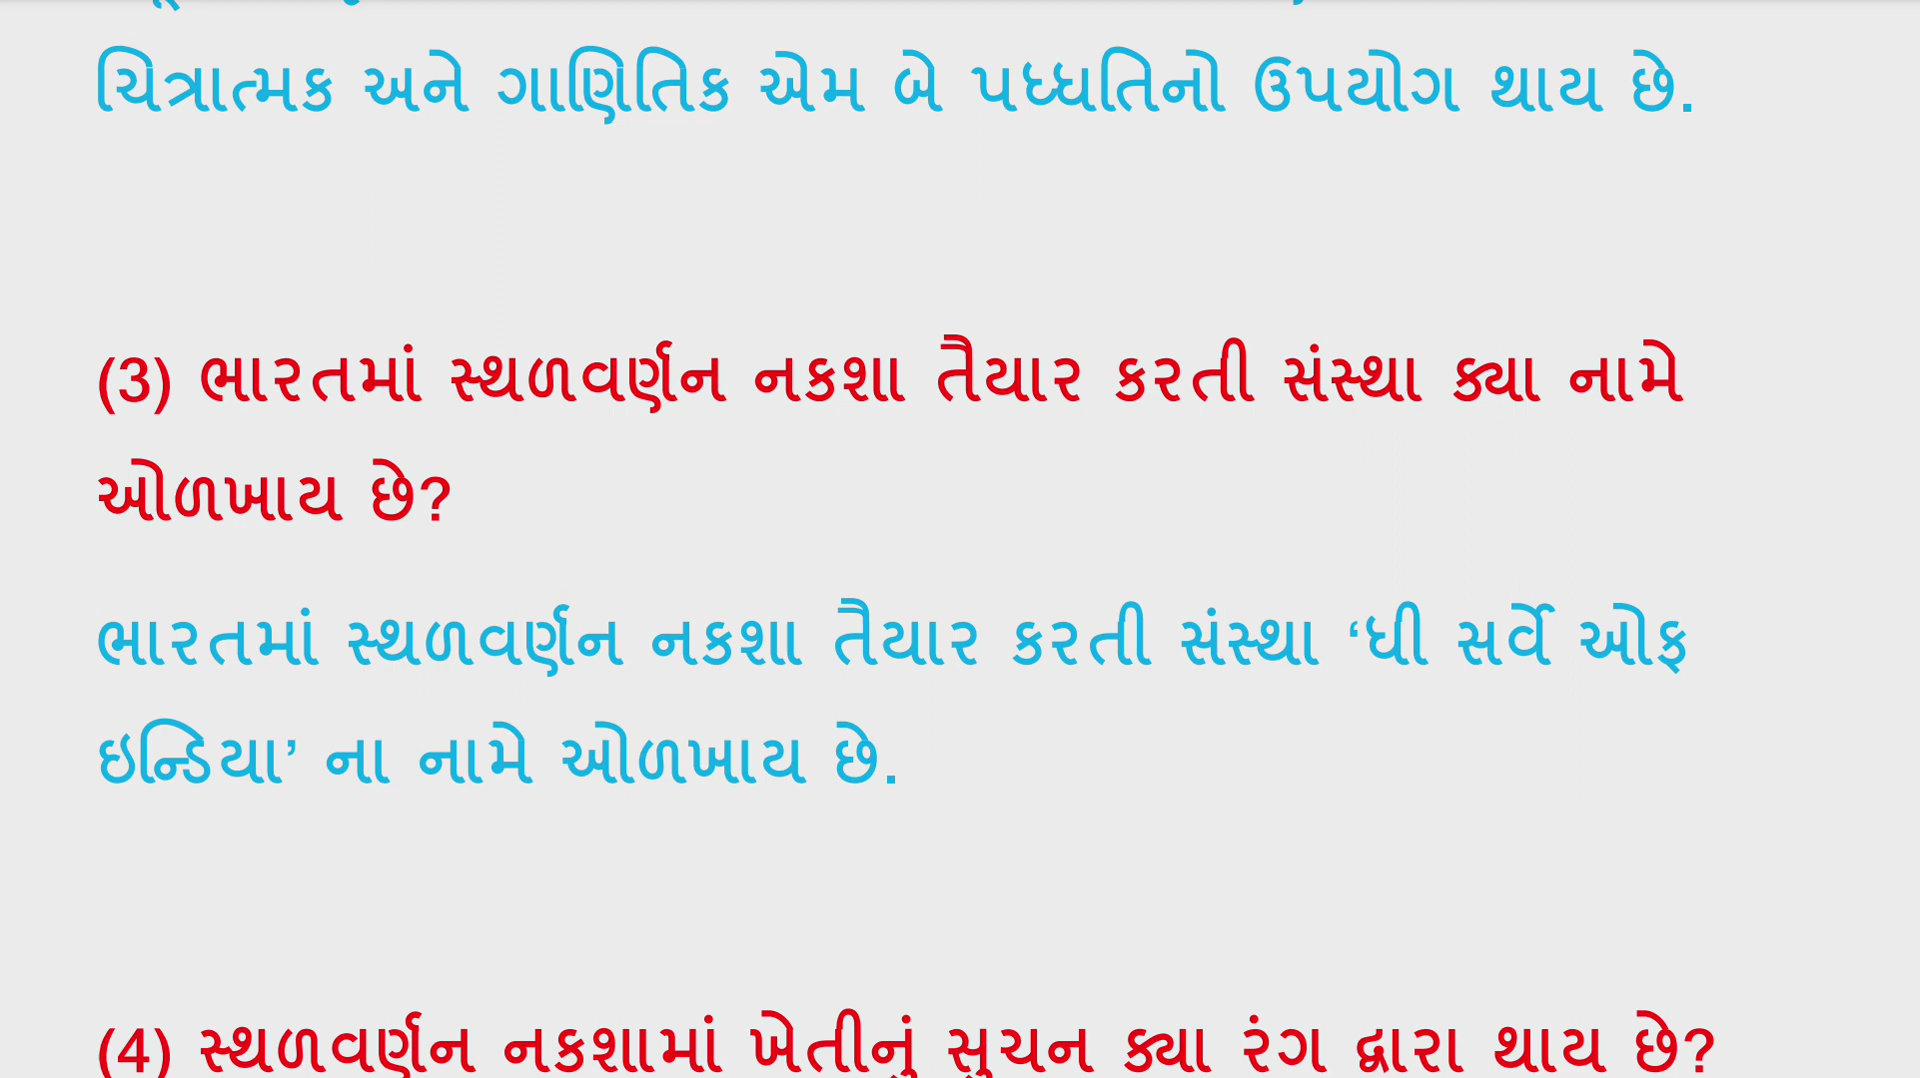 ચિત્રાત્મક અને ગાણિતિક એમ બે પધ્ધતિનો ઉપયોગ થાય છે.
(3) ભારતમાં સ્થળવર્ણન નકશા તૈયાર કરતી સંસ્થા ક્યા નામે
ઓળખાય છે?
ભારતમાં સ્થળવર્ણન નકશા તૈયાર કરતી સંસ્થા ‘ધી સર્વે ઓફ
ઇન્ડિયા’ ના નામે ઓળખાય છે.
(4) સ્થળવર્ણન નકશામાં ખેતીનું સુચન ક્યા રંગ દ્વારા થાય છે?